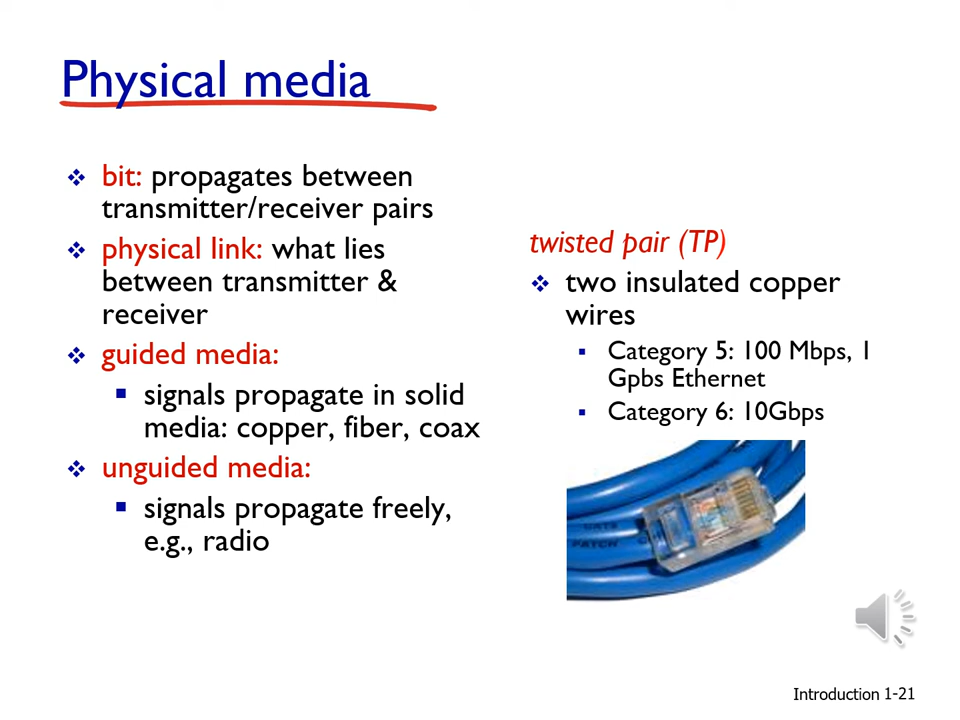 Physical media
bit: propagates between
transmitter/receiver pairs
physical link: what lies
between transmitter &
receiver
guided media:
signals propagate in solid
media: copper, fiber, coax
unguided media:
signals propagate freely,
e.g., radio
twisted pair (TP)
two insulated copper
wires
Category 5: 100 Mbps, 1
Gpbs Ethernet
Category 6: 10Gbps
PATCH
Introduction 1-21